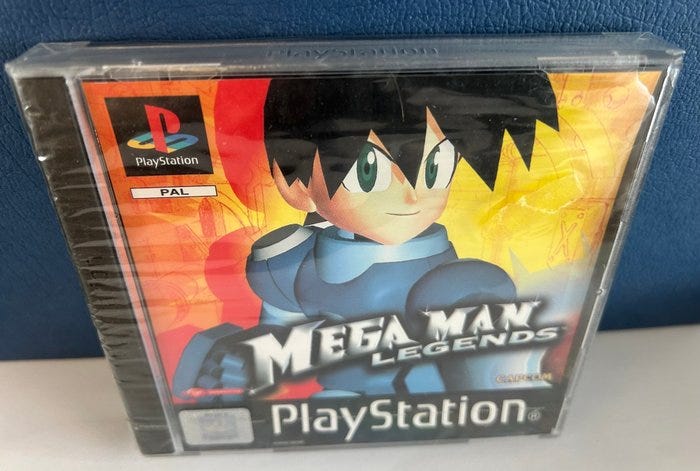 PlayStation
PlayStation
PAL
MEGA MAN
LEGENDS
CAPCOM
PlayStation®